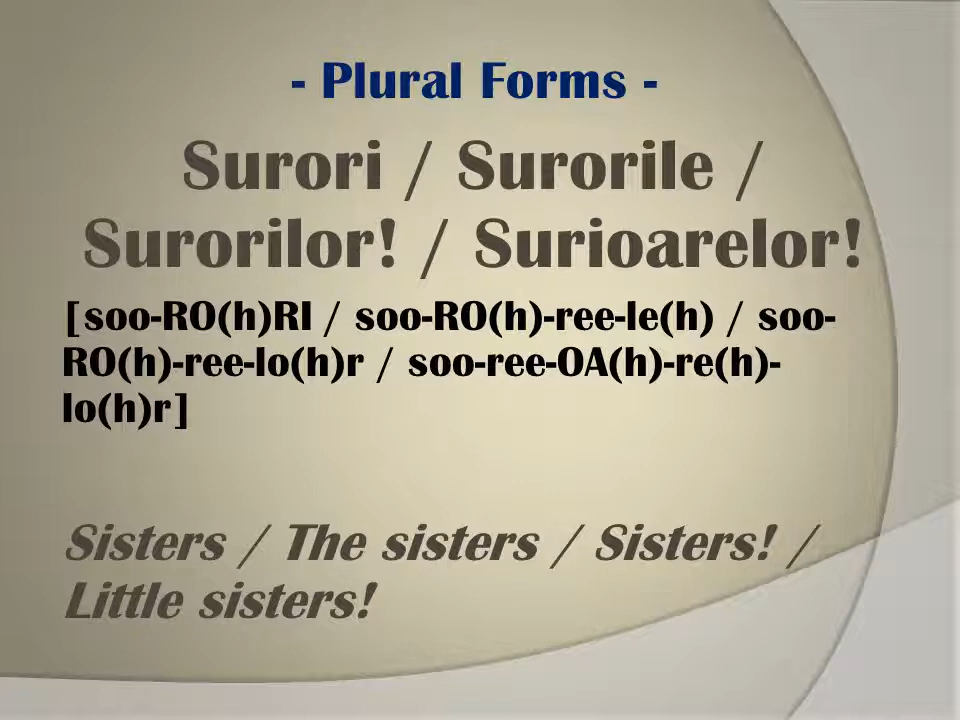 - Plural Forms -
Surori / Surorile /
Surorilor! / Surioarelor!
[soo-RO(h)RI / soo-RO(h)-ree-le(h) / soo-
RO(h)-ree-lo(h)r / soo-ree-OA(h)-re(h)-
lo(h)r]
Sisters / The sisters / Sisters! /
Little sisters!